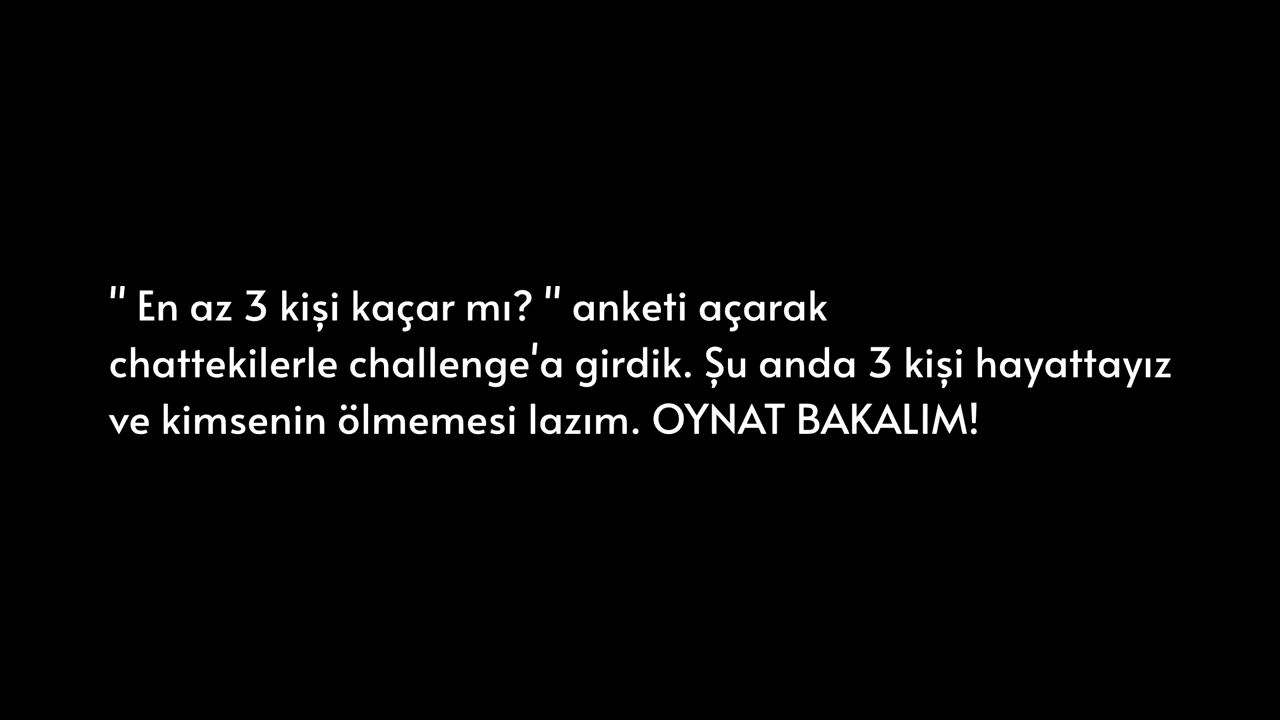 " En az 3 kişi kaçar mı? " anketi açarak
chattekilerle challenge'a girdik. Şu anda 3 kişi hayattayız
ve kimsenin ölmemesi lazım. OYNAT BAKALIM!